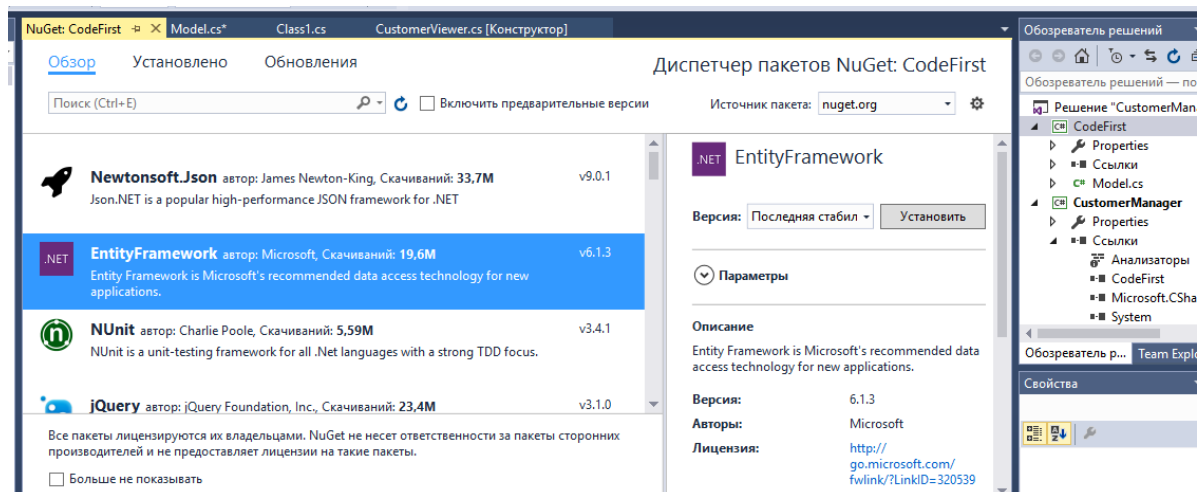 NuGet: CodeFirst
Model.cs*
Class1.cs
CustomerViewer.cs [Конструктор]
Обзор
Установлено
Обновления
Диспетчер пакетов NuGet: CodeFirst
Поиск (Ctrl+E)
Включить предварительные версии
Источник пакета: nuget.org
Newtonsoft.Json автор: James Newton-King, Скачиваний: 33,7M
v9.0.1
Json.NET is a popular high-performance JSON framework for .NET
.NET
EntityFramework автор: Microsoft, Скачиваний: 19,6M
v6.1.3
Entity Framework is Microsoft's recommended data access technology for new
applications.
NUnit автор: Charlie Poole, Скачиваний: 5,59M
v3.4.1
NUnit is a unit-testing framework for all .Net languages with a strong TDD focus.
jQuery автор: jQuery Foundation, Inc., Скачиваний: 23,4M
v3.1.0
Все пакеты лицензируются их владельцами. NuGet не несет ответственности за пакеты сторонних
производителей и не предоставляет лицензии на такие пакеты.
Больше не показывать
.NET
EntityFramework
Версия: Последняя стабил
Установить
Параметры
Описание
Entity Framework is Microsoft's recommended data
access technology for new applications.
Версия: 6.1.3
Авторы: Microsoft
Лицензия: http://
go.microsoft.com/
fwlink/?LinkID=320539
Обозреватель решений
Обозреватель решений — по
Решение "CustomerMan
C# CodeFirst
Properties
Ссылки
C# Model.cs
C# CustomerManager
Properties
Ссылки
Анализаторы
CodeFirst
Microsoft.CSha
System
Обозреватель р...
Team Explo
Свойства